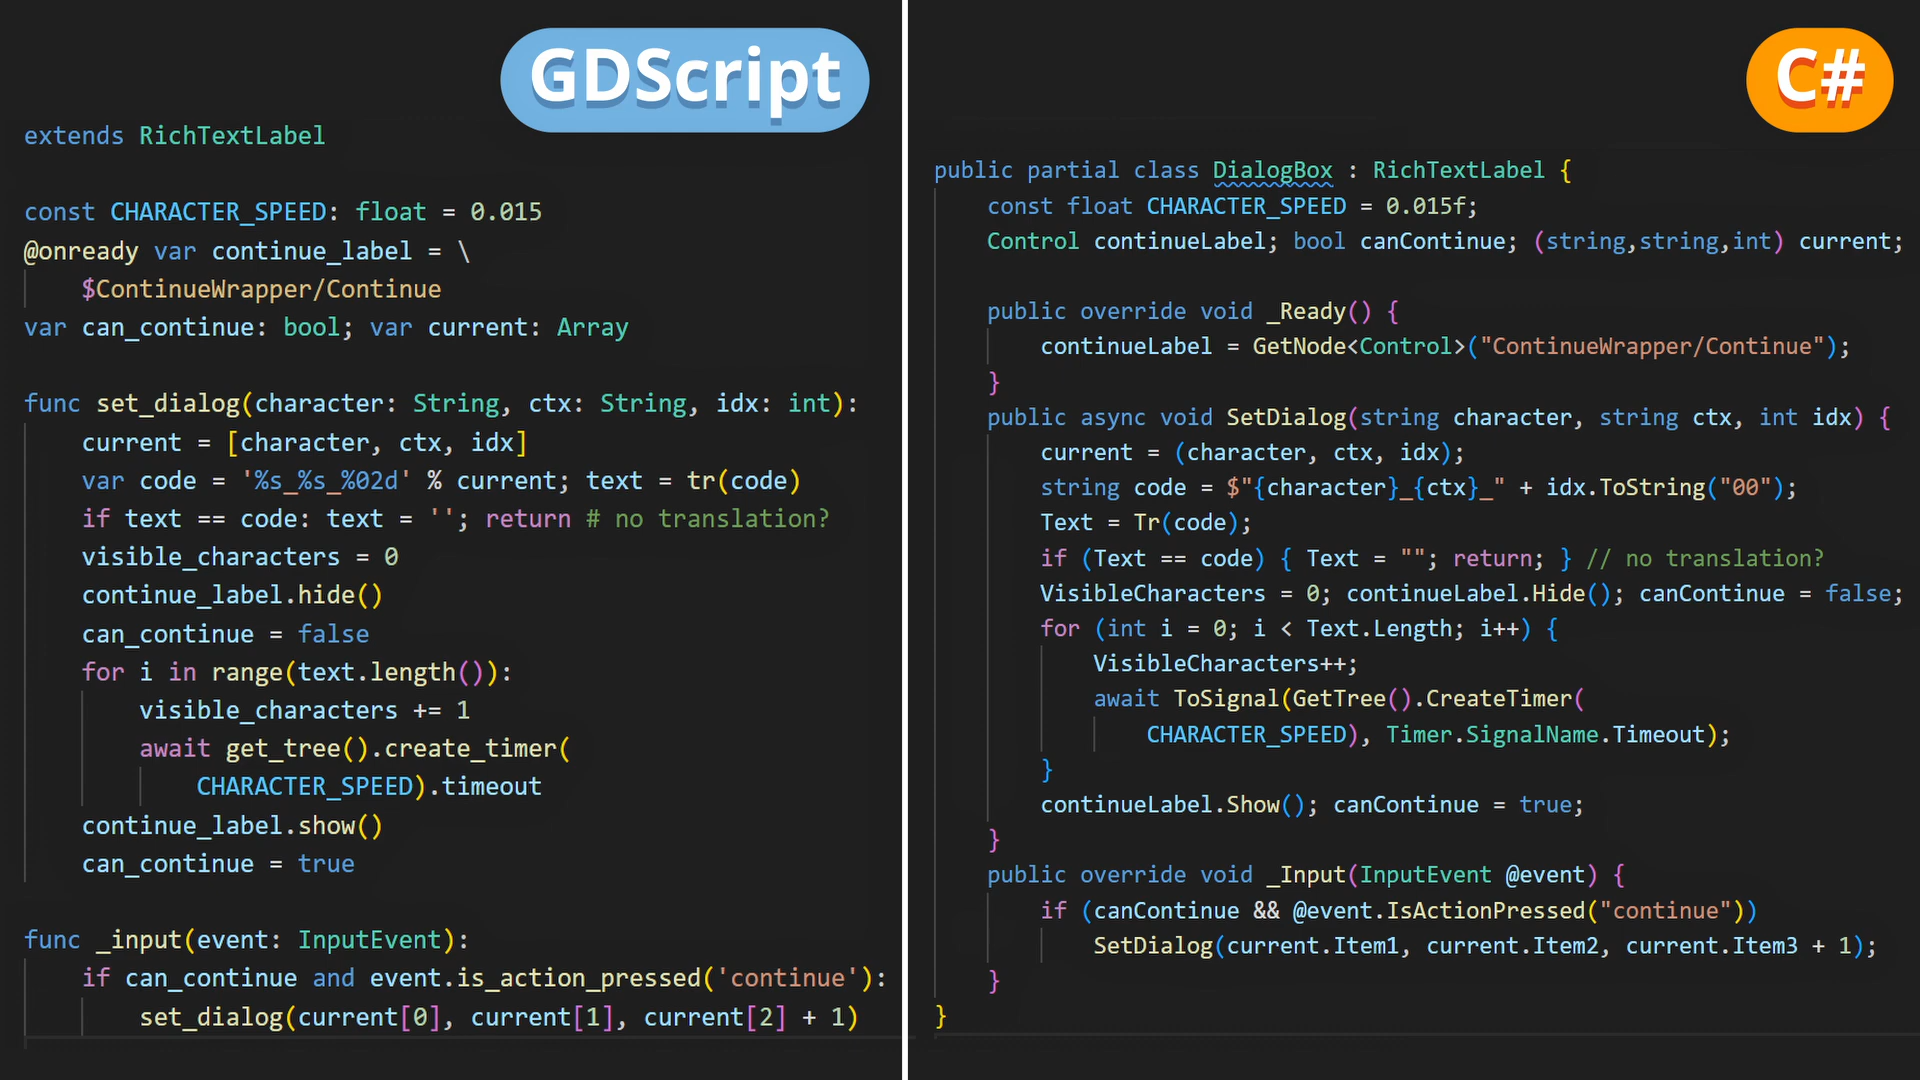 GDScript
extends RichTextLabel
const CHARACTER_SPEED: float = 0.015
@onready var continue_label = \
$ContinueWrapper/Continue
var can_continue: bool; var current: Array
func set_dialog(character: String, ctx: String, idx: int):
current = [character, ctx, idx]
var code = '%s_%s_%02d' % current; text = tr(code)
if text == code: text = ''; return # no translation?
visible_characters = 0
continue_label.hide()
can_continue = false
for i in range(text.length()):
visible_characters += 1
await get_tree().create_timer(
CHARACTER_SPEED).timeout
continue_label.show()
can_continue = true
func _input(event: InputEvent):
if can_continue and event.is_action_pressed('continue'):
set_dialog(current[0], current[1], current[2] + 1)
C#
public partial class DialogBox : RichTextLabel {
const float CHARACTER_SPEED = 0.015f;
Control continueLabel; bool canContinue; (string,string,int) current;
public override void _Ready() {
continueLabel = GetNode<Control>("ContinueWrapper/Continue");
}
public async void SetDialog(string character, string ctx, int idx) {
current = (character, ctx, idx);
string code = $"{character}_{ctx}_" + idx.ToString("00");
Text = Tr(code);
if (Text == code) { Text = ""; return; } // no translation?
VisibleCharacters = 0; continueLabel.Hide(); canContinue = false;
for (int i = 0; i < Text.Length; i++) {
VisibleCharacters++;
await ToSignal(GetTree().CreateTimer(
CHARACTER_SPEED), Timer.SignalName.Timeout);
}
continueLabel.Show(); canContinue = true;
}
public override void _Input(InputEvent @event) {
if (canContinue && @event.IsActionPressed("continue"))
SetDialog(current.Item1, current.Item2, current.Item3 + 1);
}
}